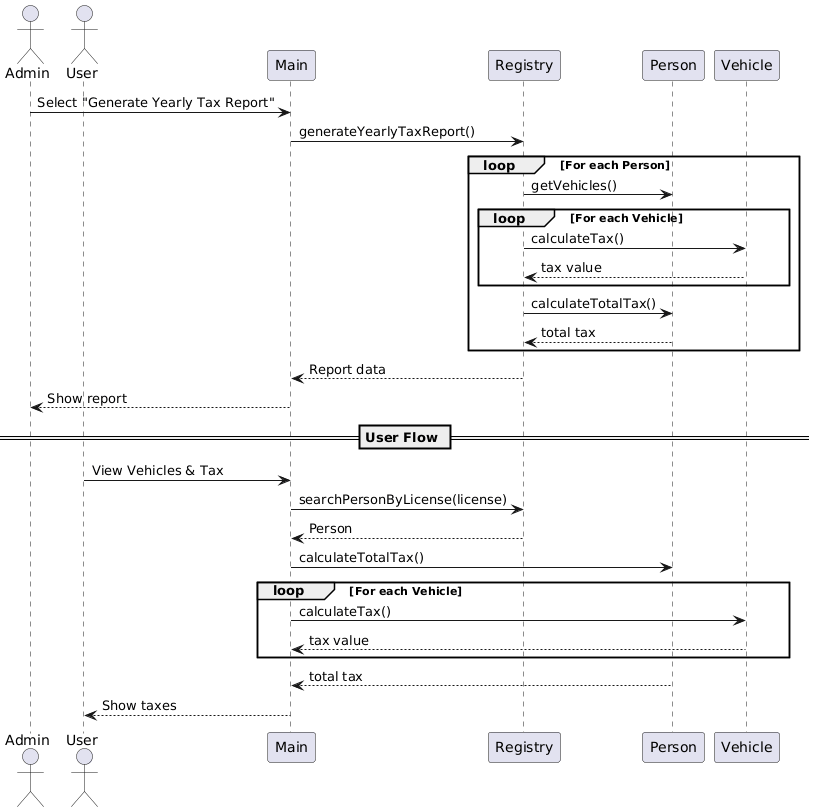 Admin
User
Main
Registry
Person
Vehicle
Select "Generate Yearly Tax Report"
generateYearlyTaxReport()
loop [For each Person]
getVehicles()
loop [For each Vehicle]
calculateTax()
tax value
calculateTotalTax()
total tax
Report data
Show report
User Flow
View Vehicles & Tax
searchPersonByLicense(license)
Person
calculateTotalTax()
loop [For each Vehicle]
calculateTax()
tax value
total tax
Show taxes
Admin
User
Main
Registry
Person
Vehicle